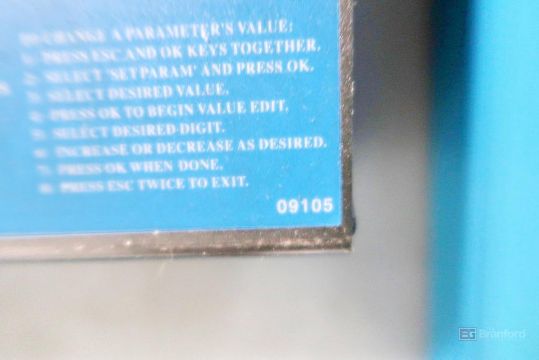 TO CHANGE A PARAMETER'S VALUE:
1- PRESS ESC AND OK KEYS TOGETHER.
2- SELECT 'SET PARAM' AND PRESS OK.
3- SELECT DESIRED VALUE.
4- PRESS OK TO BEGIN VALUE EDIT.
5- SELECT DESIRED DIGIT.
6- INCREASE OR DECREASE AS DESIRED.
7- PRESS OK WHEN DONE.
8- PRESS ESC TWICE TO EXIT.
09105
Branford